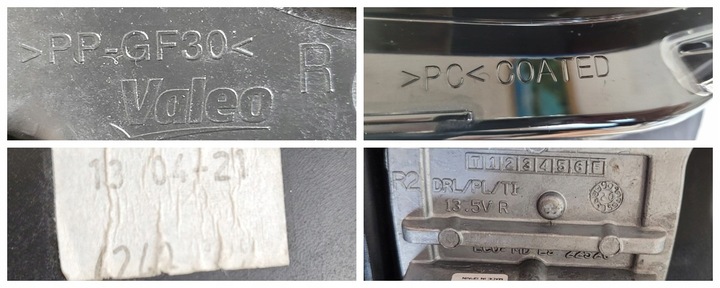 >PP-GF30<
R
Valeo
>PC< COATED
13 04-21
R2 DRL/PL/TI
13.5V R
T 1 2 3 4 5 6 E